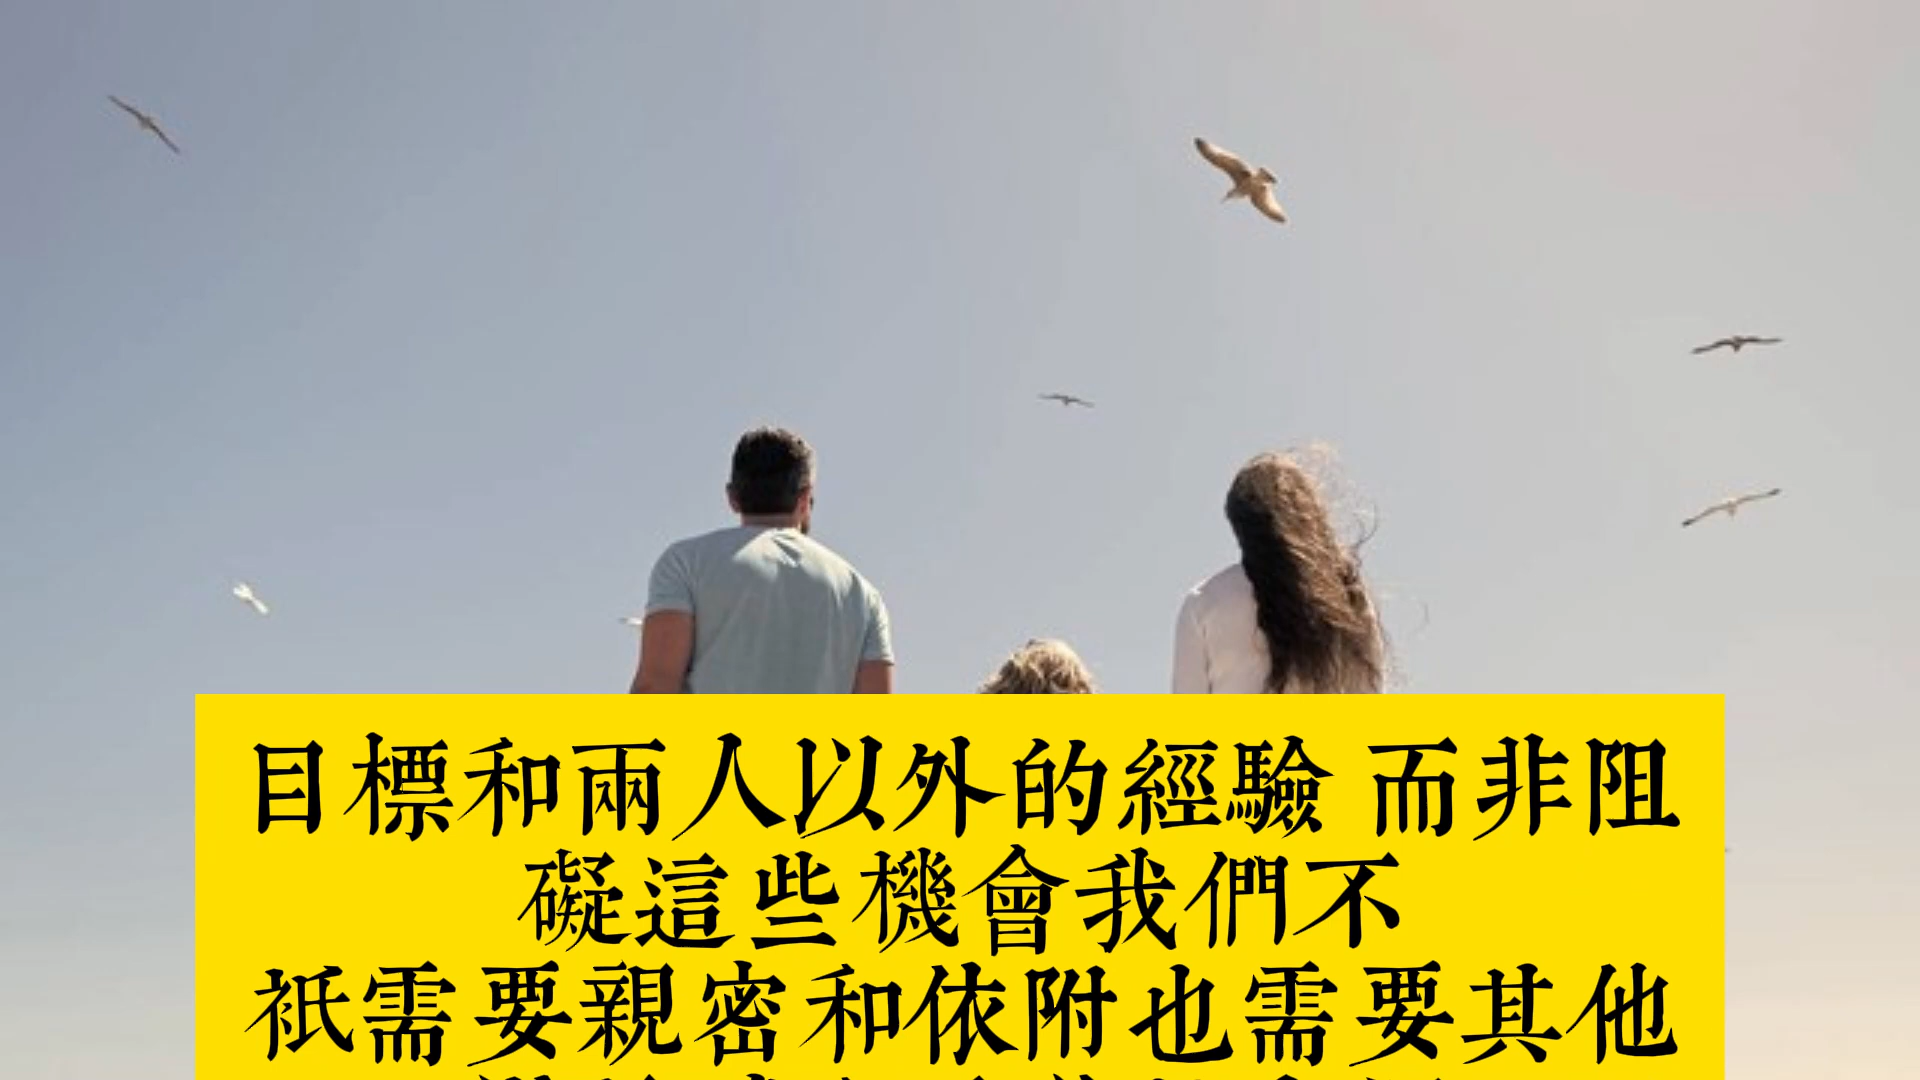 目標和兩人以外的經驗 而非阻
礙這些機會我們不
衹需要親密和依附也需要其他